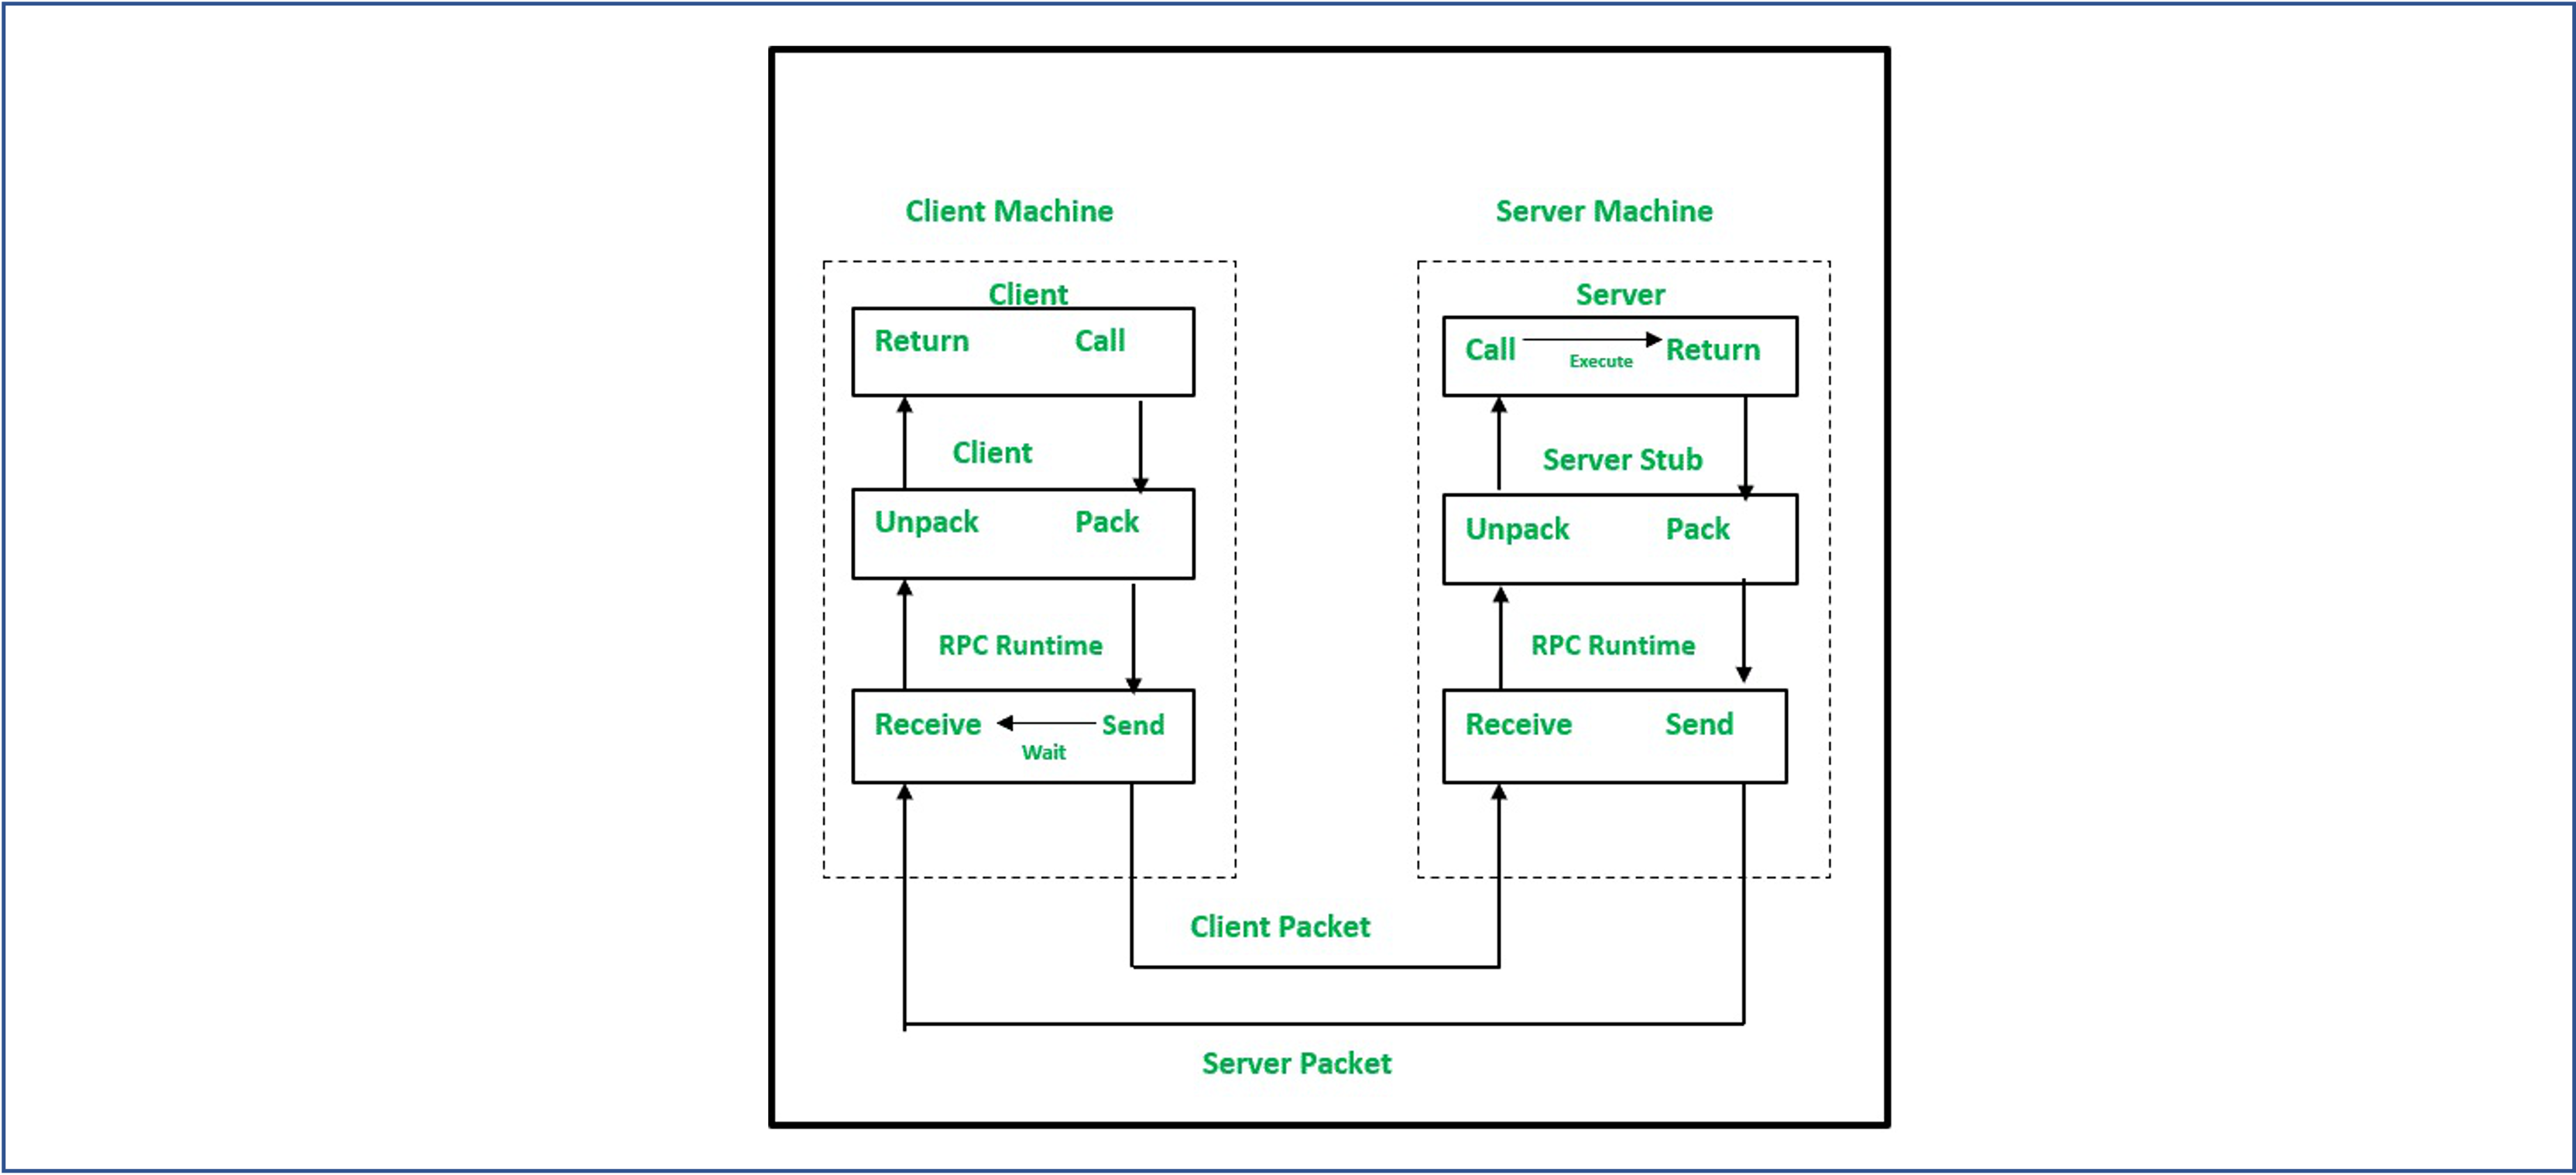 Client Machine
Server Machine
Client
Return Call
Client
Unpack Pack
RPC Runtime
Receive Send
Wait
Server
Call Return
Execute
Server Stub
Unpack Pack
RPC Runtime
Receive Send
Client Packet
Server Packet